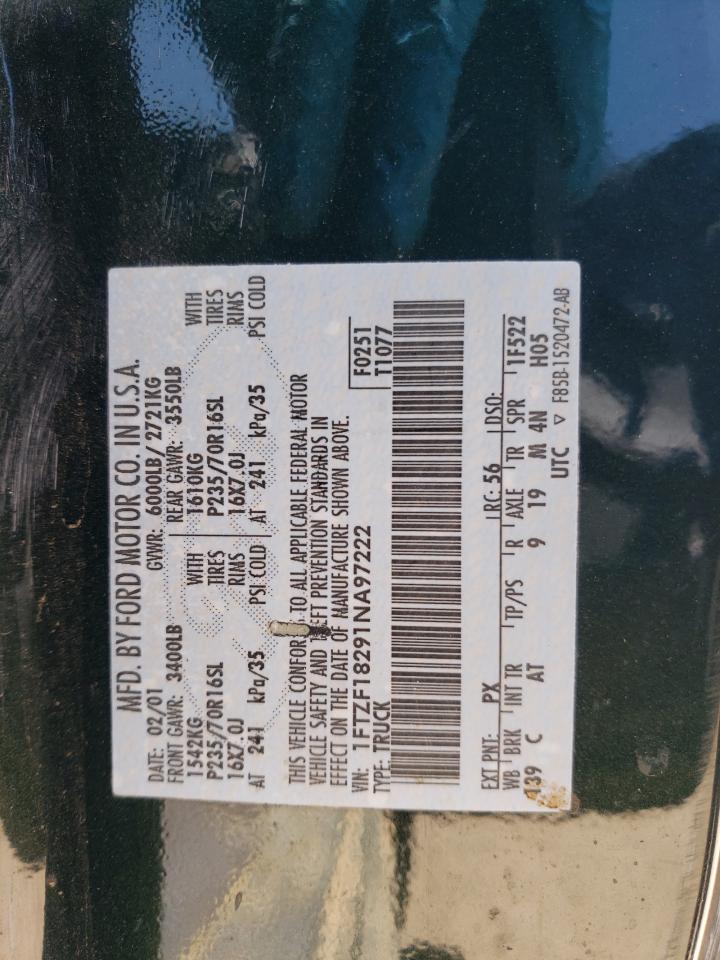 MFD. BY FORD MOTOR CO. IN U.S.A.
DATE: 02/01 GVWR: 6000LB/ 2721KG
FRONT GAWR: 3400LB REAR GAWR: 3550LB
1542KG WITH 1610KG WITH
P235/70R16SL TIRES P235/70R16SL TIRES
16X7.0J RIMS 16X7.0J RIMS
AT 241 kPa/35 PSI COLD AT 241 kPa/35 PSI COLD
THIS VEHICLE CONFORMS TO ALL APPLICABLE FEDERAL MOTOR
VEHICLE SAFETY AND THEFT PREVENTION STANDARDS IN
EFFECT ON THE DATE OF MANUFACTURE SHOWN ABOVE.
VIN: 1FTZF18291NA97222 F0251
TYPE: TRUCK T1077
EXT PNT: PX RC: 56 DSO:
WB BRK INT TR TP/PS R AXLE TR SPR 1F522
139 C AT 9 19 M 4N H05
UTC ▽ F85B-1520472-AB